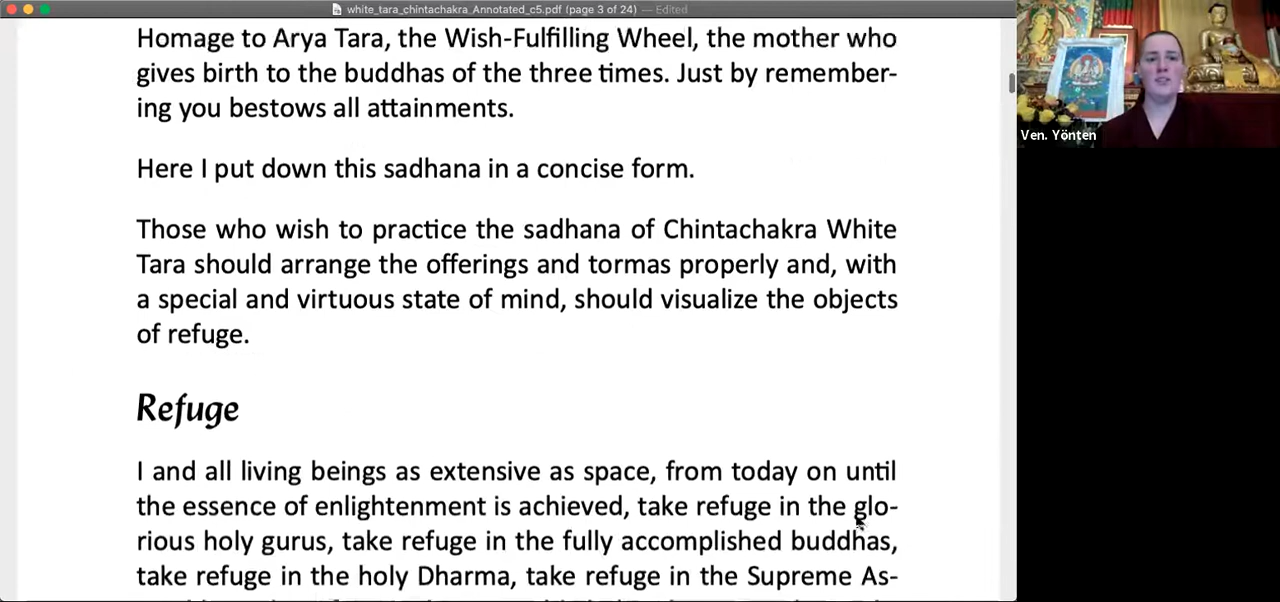 white_tara_chintachakra_Annotated_c5.pdf (page 3 of 24) — Edited
Homage to Arya Tara, the Wish-Fulfilling Wheel, the mother who
gives birth to the buddhas of the three times. Just by remember-
ing you bestows all attainments.
Here I put down this sadhana in a concise form.
Those who wish to practice the sadhana of Chintachakra White
Tara should arrange the offerings and tormas properly and, with
a special and virtuous state of mind, should visualize the objects
of refuge.
Refuge
I and all living beings as extensive as space, from today on until
the essence of enlightenment is achieved, take refuge in the glo-
rious holy gurus, take refuge in the fully accomplished buddhas,
take refuge in the holy Dharma, take refuge in the Supreme As-
Ven. Yönten